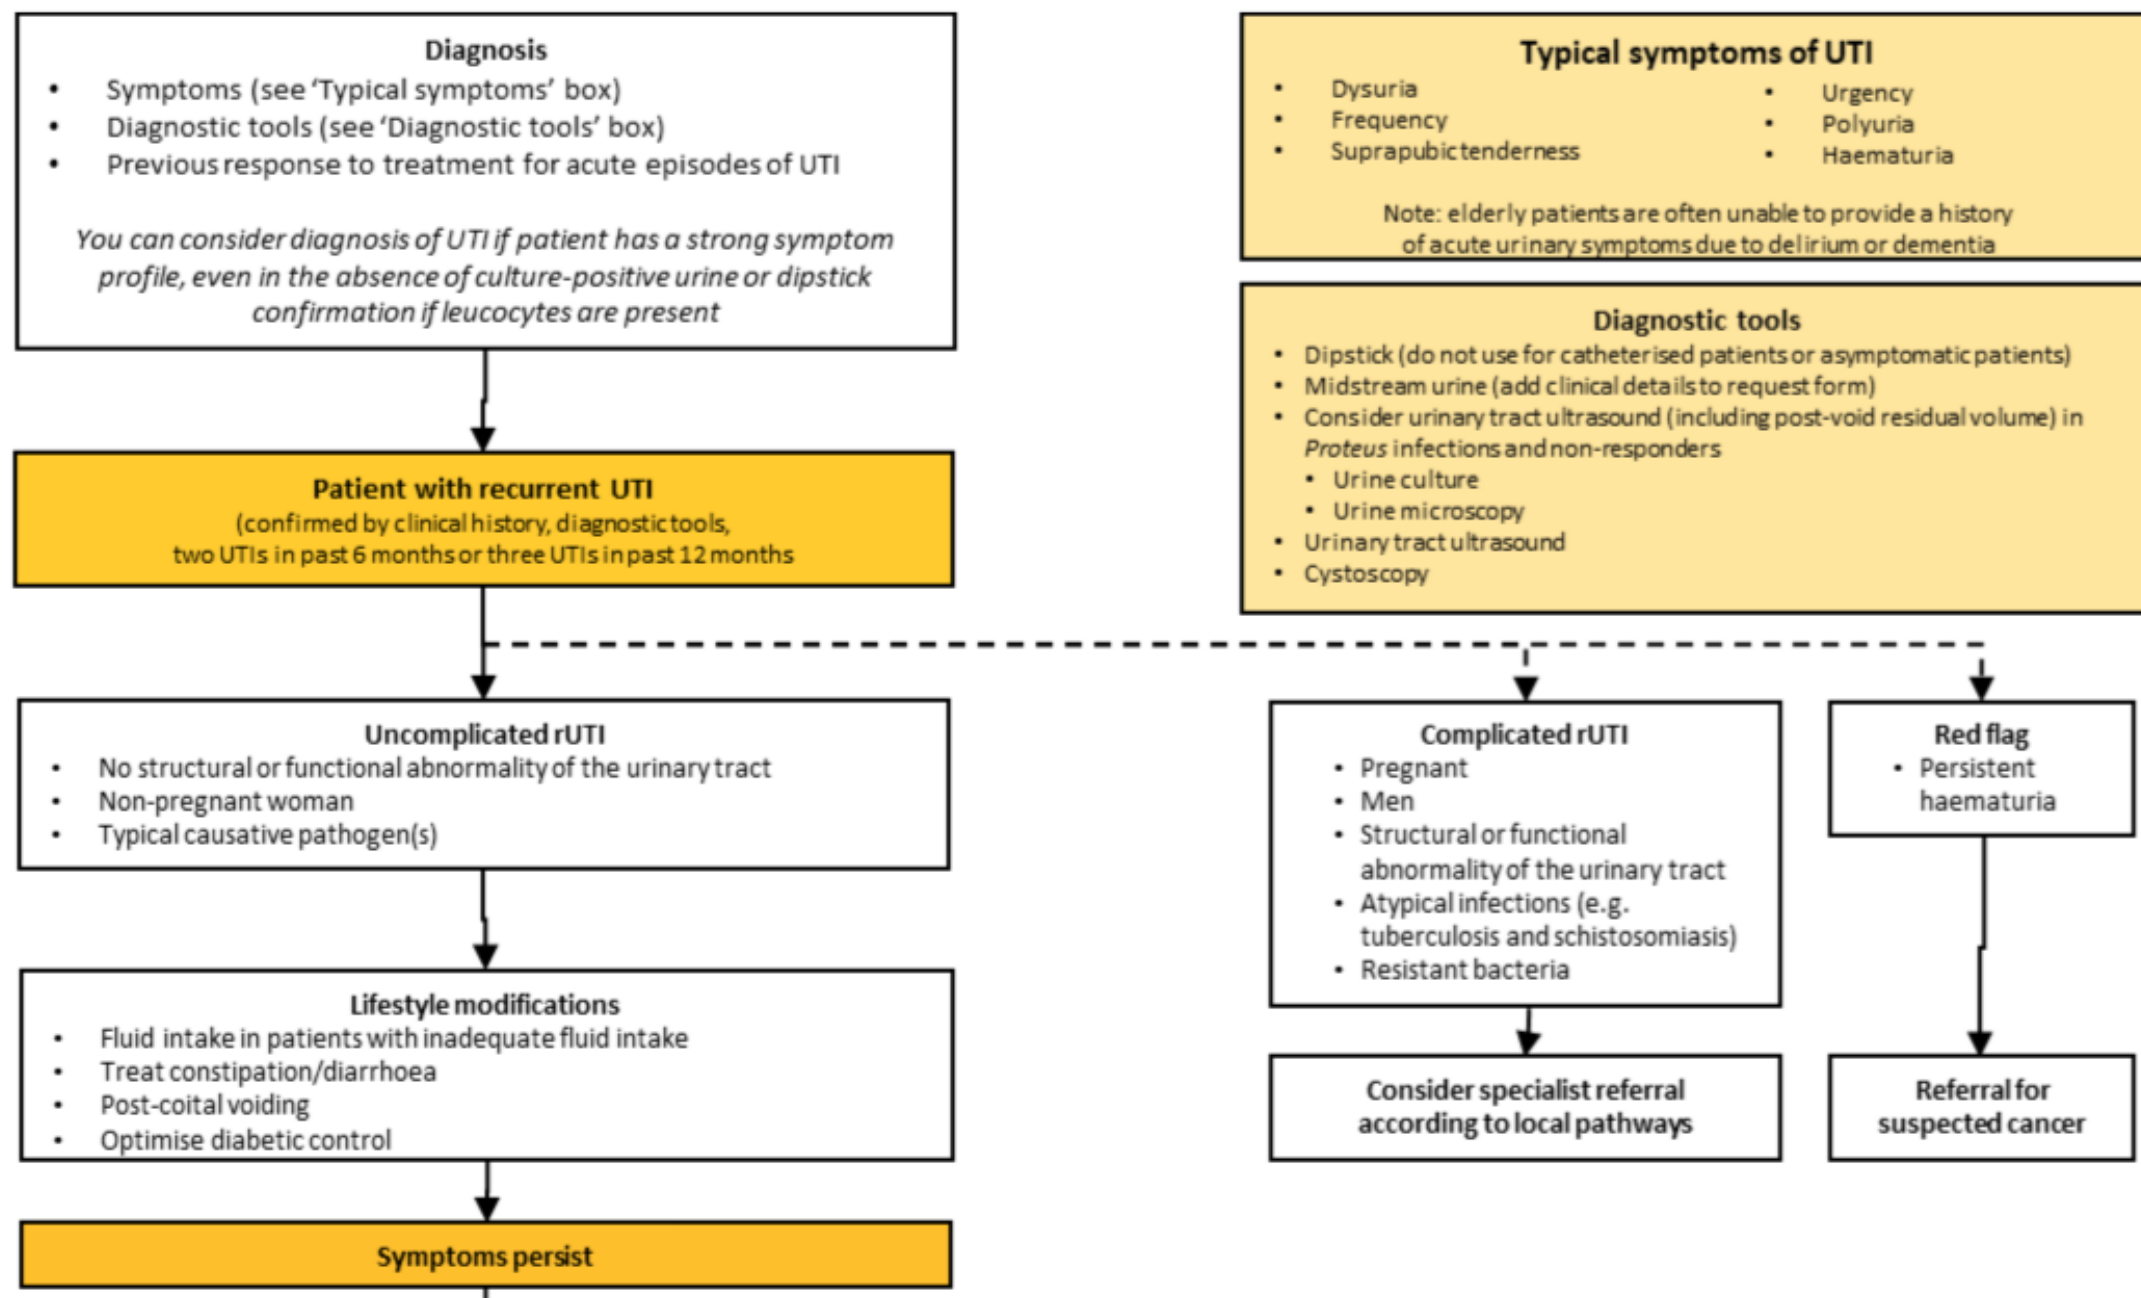 Diagnosis
• Symptoms (see ‘Typical symptoms’ box)
• Diagnostic tools (see ‘Diagnostic tools’ box)
• Previous response to treatment for acute episodes of UTI
You can consider diagnosis of UTI if patient has a strong symptom
profile, even in the absence of culture-positive urine or dipstick
confirmation if leucocytes are present
Typical symptoms of UTI
• Dysuria
• Frequency
• Suprapubic tenderness
• Urgency
• Polyuria
• Haematuria
Note: elderly patients are often unable to provide a history
of acute urinary symptoms due to delirium or dementia
Diagnostic tools
• Dipstick (do not use for catheterised patients or asymptomatic patients)
• Midstream urine (add clinical details to request form)
• Consider urinary tract ultrasound (including post-void residual volume) in
Proteus infections and non-responders
• Urine culture
• Urine microscopy
• Urinary tract ultrasound
• Cystoscopy
Patient with recurrent UTI
(confirmed by clinical history, diagnostic tools,
two UTIs in past 6 months or three UTIs in past 12 months
Uncomplicated rUTI
• No structural or functional abnormality of the urinary tract
• Non-pregnant woman
• Typical causative pathogen(s)
Complicated rUTI
• Pregnant
• Men
• Structural or functional
abnormality of the urinary tract
• Atypical infections (e.g.
tuberculosis and schistosomiasis)
• Resistant bacteria
Red flag
• Persistent
haematuria
Lifestyle modifications
• Fluid intake in patients with inadequate fluid intake
• Treat constipation/diarrhoea
• Post-coital voiding
• Optimise diabetic control
Consider specialist referral
according to local pathways
Referral for
suspected cancer
Symptoms persist